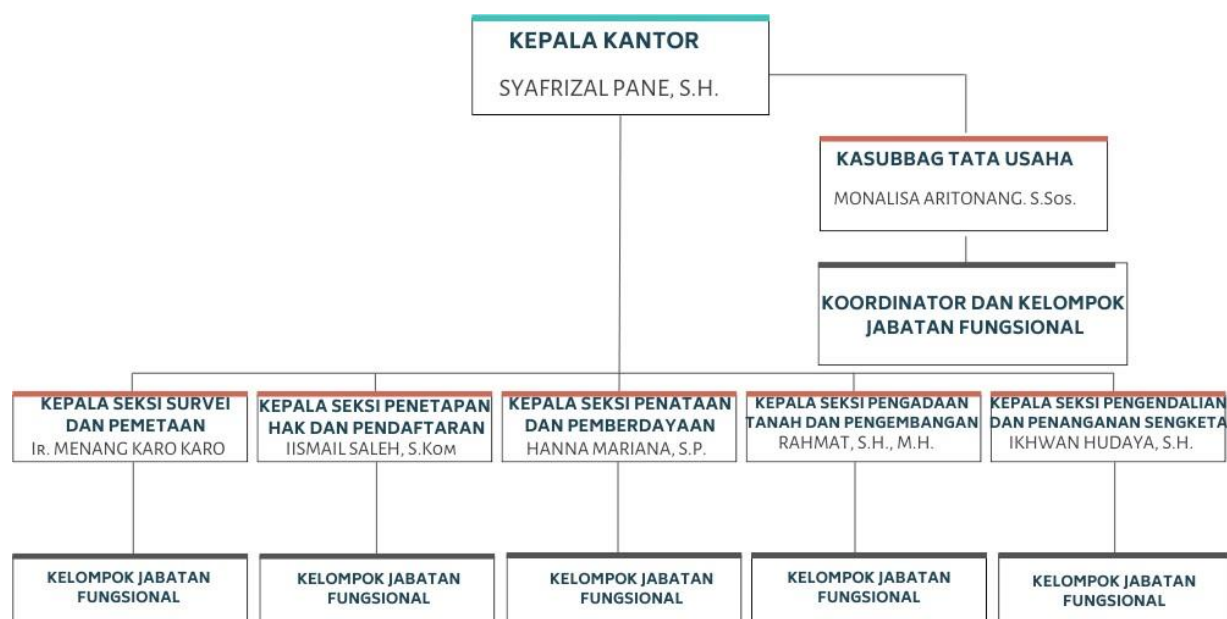 KEPALA KANTOR
SYAFRIZAL PANE, S.H.
KASUBBAG TATA USAHA
MONALISA ARITONANG. S.Sos.
KOORDINATOR DAN KELOMPOK
JABATAN FUNGSIONAL
KEPALA SEKSI SURVEI
DAN PEMETAAN
Ir. MENANG KARO KARO
KEPALA SEKSI PENETAPAN
HAK DAN PENDAFTARAN
IISMAIL SALEH, S.Kom
KEPALA SEKSI PENATAAN
DAN PEMBERDAYAAN
HANNA MARIANA, S.P.
KEPALA SEKSI PENGADAAN
TANAH DAN PENGEMBANGAN
RAHMAT, S.H., M.H.
KEPALA SEKSI PENGENDALIAN
DAN PENANGANAN SENGKETA
IKHWAN HUDAYA, S.H.
KELOMPOK JABATAN
FUNGSIONAL
KELOMPOK JABATAN
FUNGSIONAL
KELOMPOK JABATAN
FUNGSIONAL
KELOMPOK JABATAN
FUNGSIONAL
KELOMPOK JABATAN
FUNGSIONAL